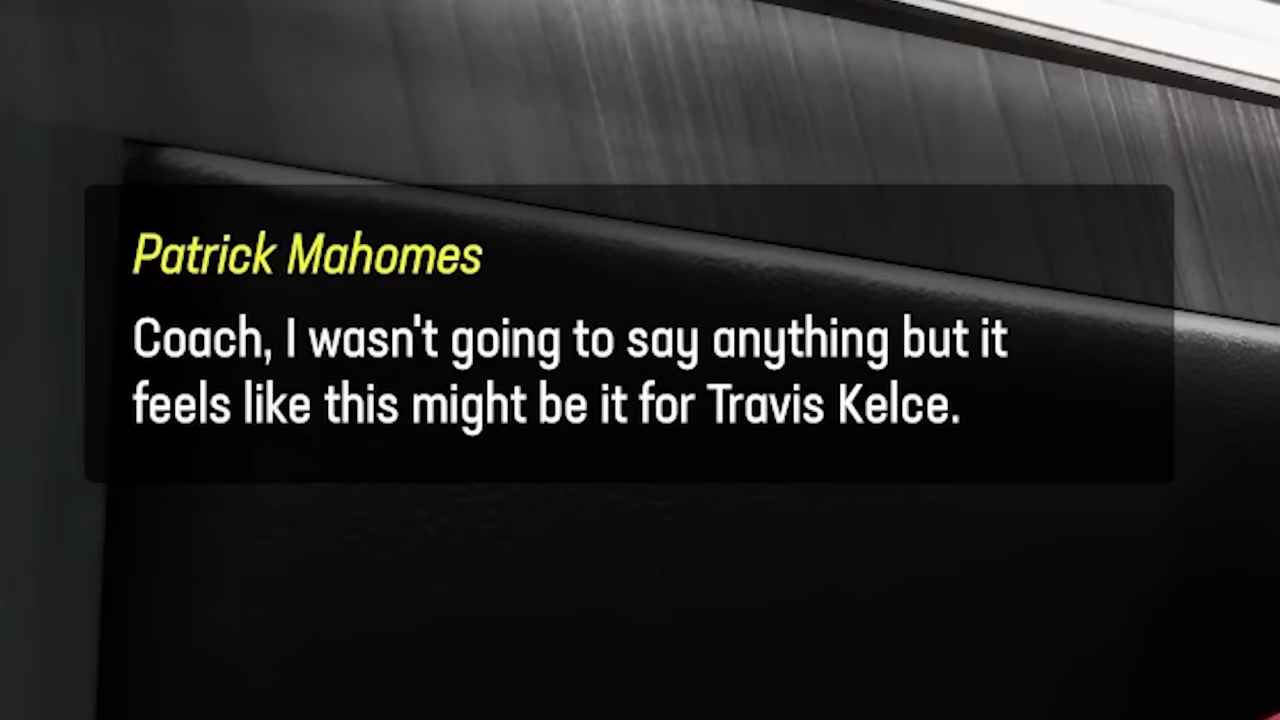 Patrick Mahomes
Coach, I wasn't going to say anything but it
feels like this might be it for Travis Kelce.